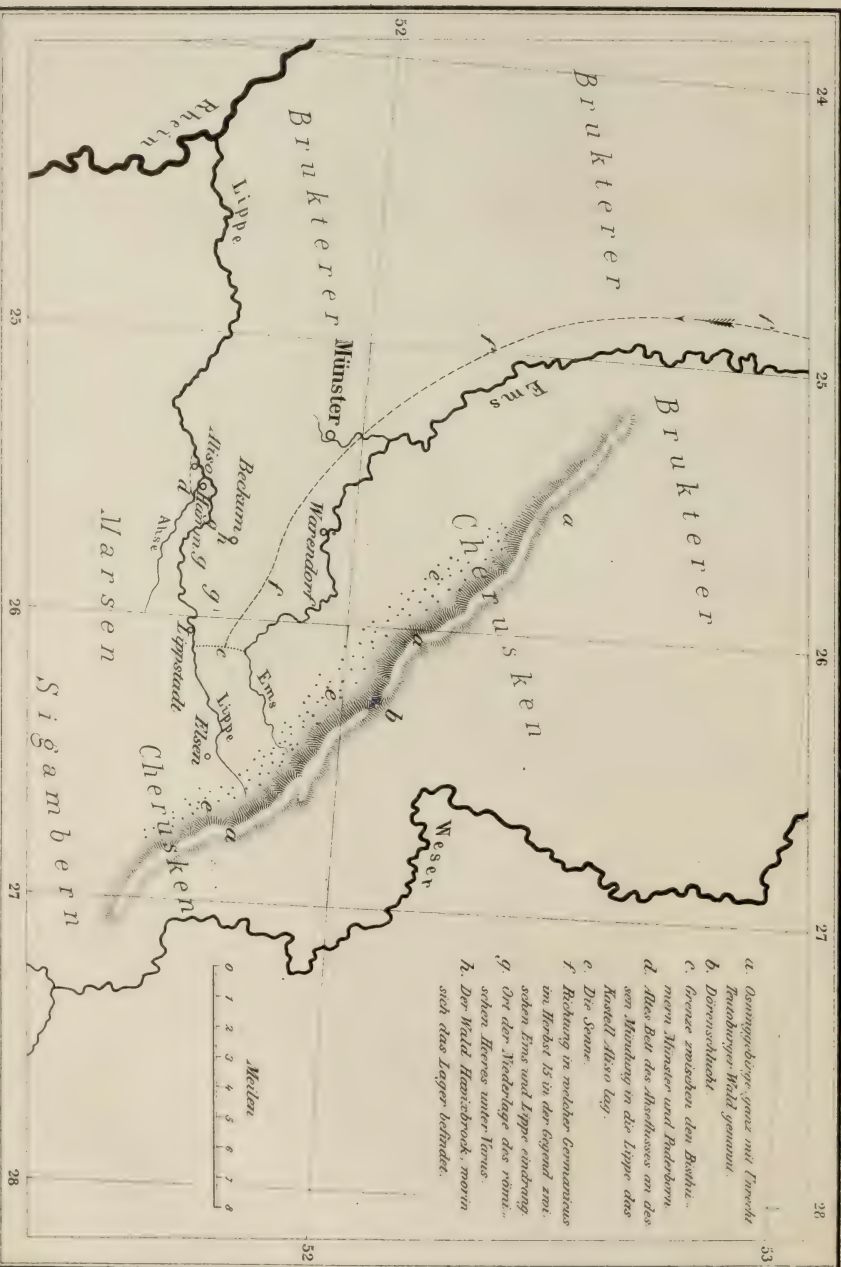 24
25
26
27
28
53
a. Osninggebirge, ganz mit Unrecht
Teutoburger Wald genannt.
b. Dörenschlucht.
c. Grenze zwischen den Bisthü„
mern Münster und Paderborn
d. Altes Bett des Ahseflusses an des
sen Mündung in die Lippe das
Kastell Aliso lag.
e. Die Senne.
f Richtung in welcher Germanicus
im Herbst 15 in der Gegend zwi„
schen Ems und Lippe eindrang.
g. Ort der Niederlage des römi„
schen Heeres unter Varus.
h. Der Wald Havixbrock, worin
sich das Lager befindet.
Meilen
0 1 2 3 4 5 6 7 8
f.
Brukterer
Brukterer
a
Ems
f.
Cherusken
e
Weser
a
b
52
52
Brukterer
Münster
Warendorf
e
f
c
Ems
Beckum
h
g
g
Aliso
Hamm
d
Ahse
Lippe
Rhein
Lippstadt
Lippe
Elsen
e
a
Cherusken
Marsen
Sigambern
25
26
27
28